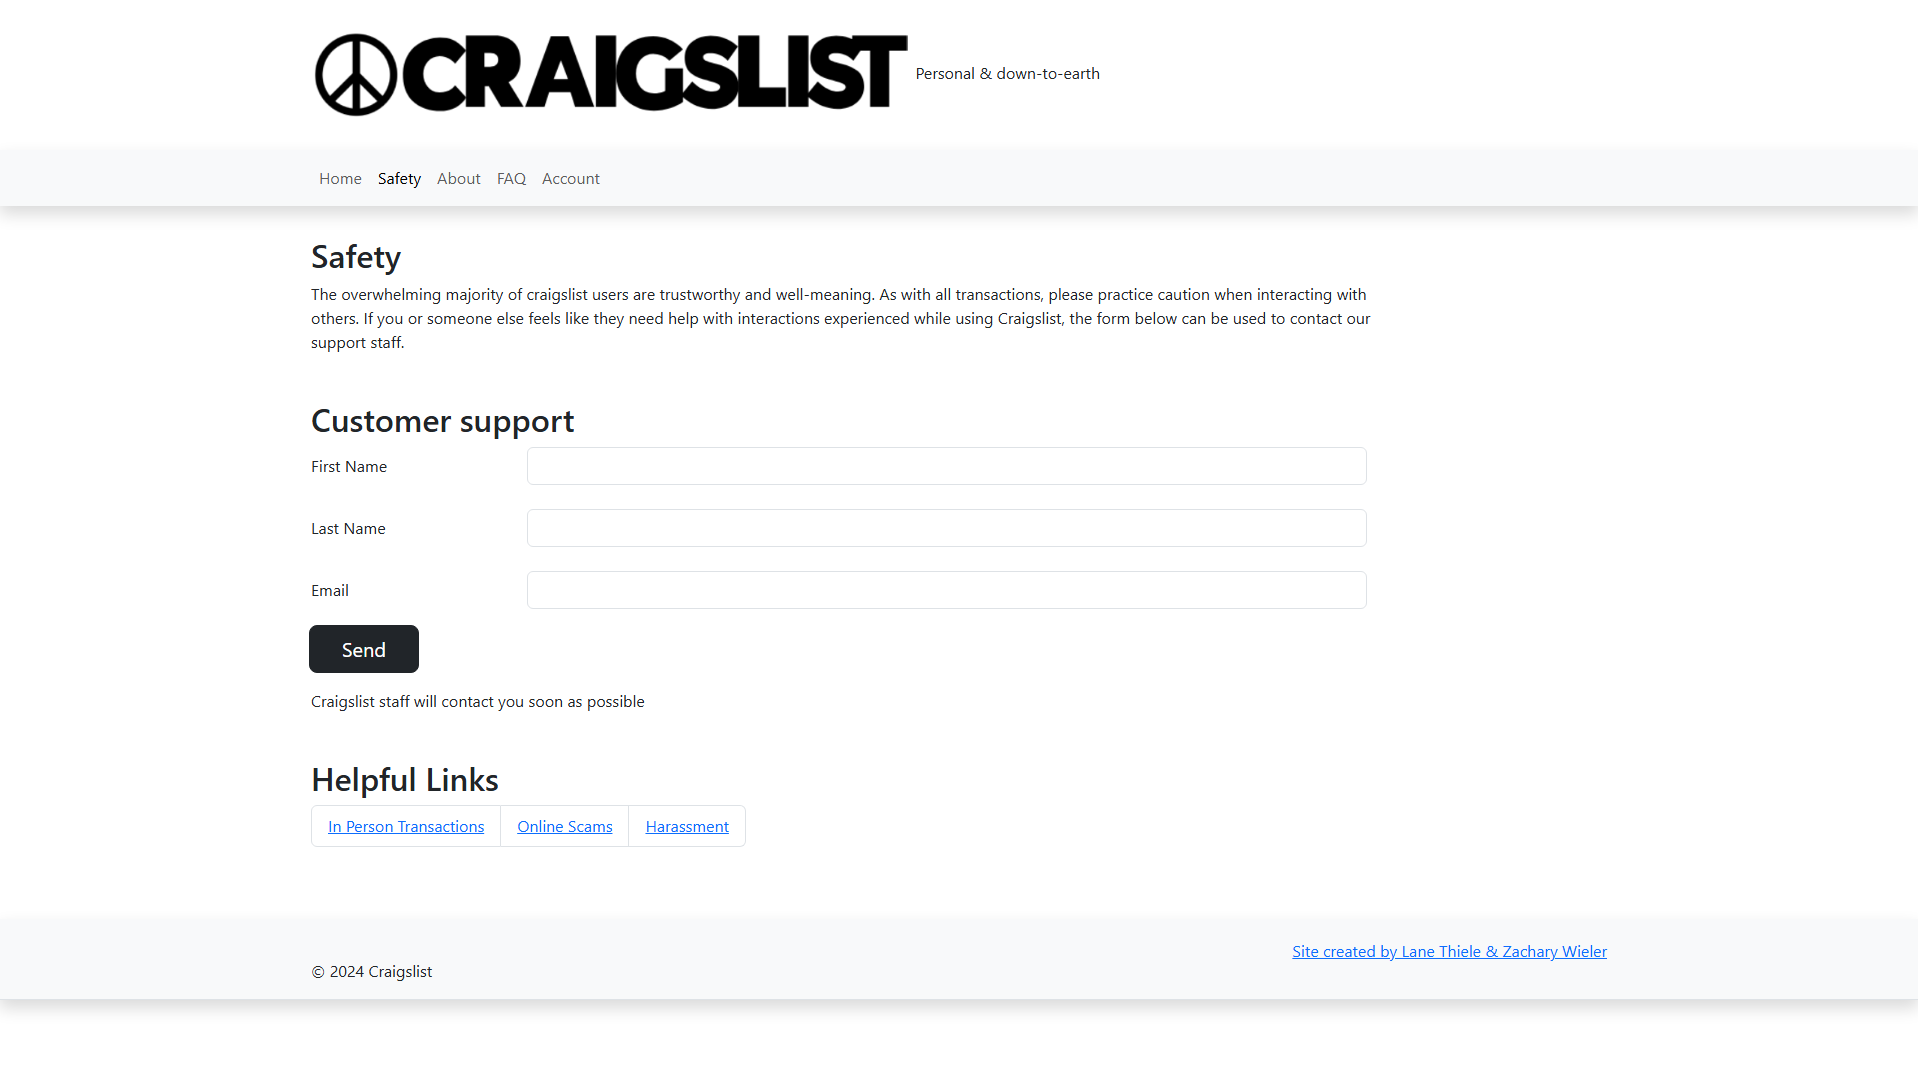 CRAIGSLIST
Personal & down-to-earth
Home Safety About FAQ Account
Safety
The overwhelming majority of craigslist users are trustworthy and well-meaning. As with all transactions, please practice caution when interacting with
others. If you or someone else feels like they need help with interactions experienced while using Craigslist, the form below can be used to contact our
support staff.
Customer support
First Name
Last Name
Email
Send
Craigslist staff will contact you soon as possible
Helpful Links
In Person Transactions Online Scams Harassment
Site created by Lane Thiele & Zachary Wieler
© 2024 Craigslist